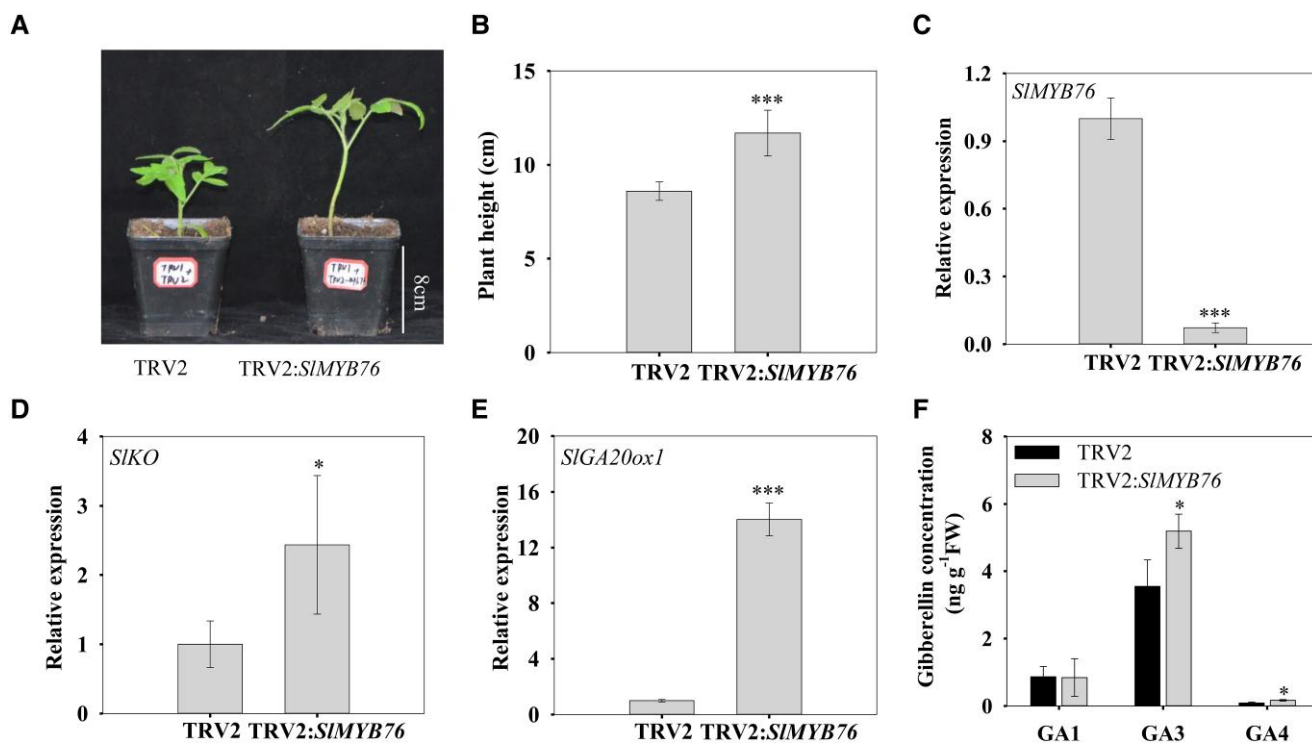 A
TRV1
+
TRV2
TRV1
+
8cm
TRV2 TRV2:SlMYB76
B
Plant height (cm)
15
10
5
0
***
TRV2 TRV2:SlMYB76
C
SlMYB76
Relative expression
1.2
0.9
0.6
0.3
0.0
***
TRV2 TRV2:SlMYB76
D
SlKO
Relative expression
4
3
2
1
0
*
TRV2 TRV2:SlMYB76
E
SlGA20ox1
Relative expression
20
16
12
8
4
0
***
TRV2 TRV2:SlMYB76
F
TRV2
TRV2:SlMYB76
Gibberellin concentration
(ng g⁻¹FW)
8
6
4
2
0
*
*
GA1 GA3 GA4